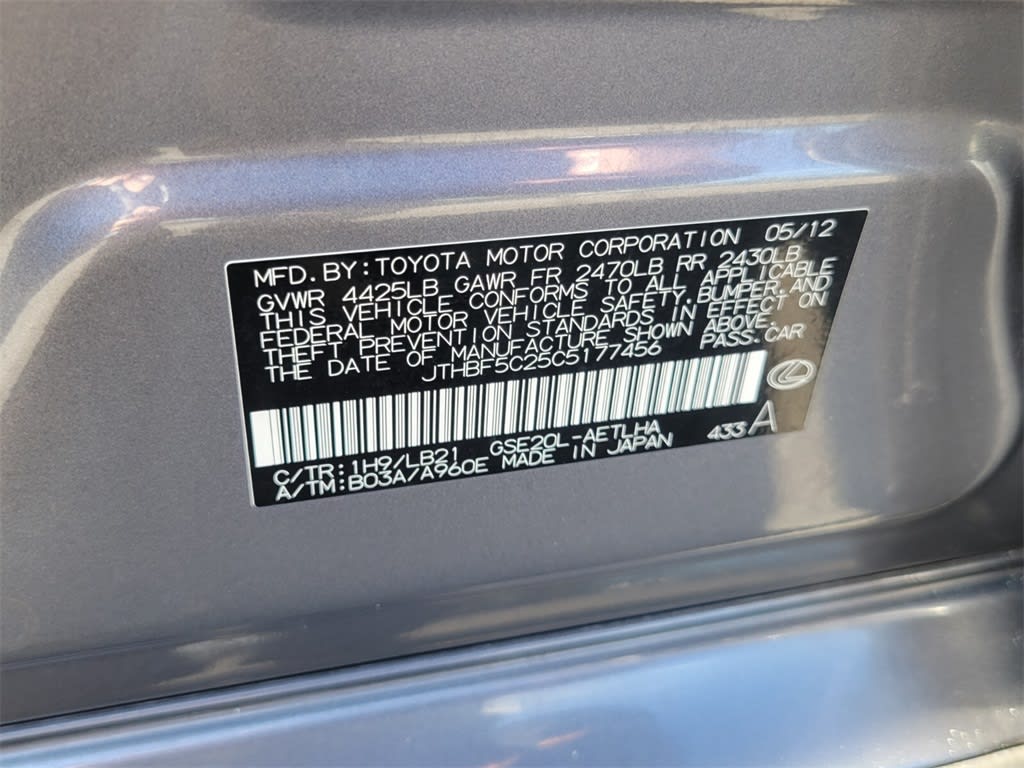 MFD. BY: TOYOTA MOTOR CORPORATION 05/12
GVWR 4425LB GAWR FR 2470LB RR 2430LB
THIS VEHICLE CONFORMS TO ALL APPLICABLE
FEDERAL MOTOR VEHICLE SAFETY, BUMPER, AND
THEFT PREVENTION STANDARDS IN EFFECT ON
THE DATE OF MANUFACTURE SHOWN ABOVE.
JTHBF5C25C5177456 PASS. CAR
C/TR: 1H9/LB21 GSE20L-AETLHA
A/TM: B03A/A960E MADE IN JAPAN 433 A